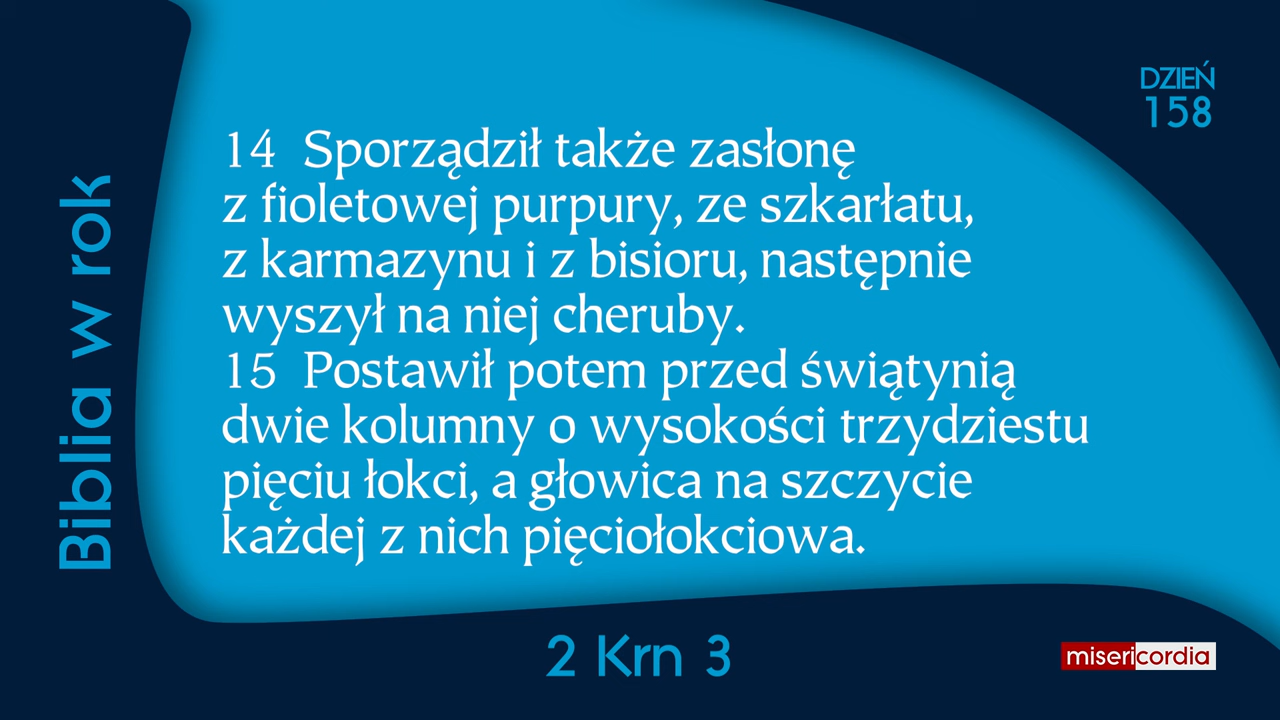 DZIEŃ
158
14 Sporządził także zasłonę
z fioletowej purpury, ze szkarłatu,
z karmazynu i z bisioru, następnie
wyszył na niej cheruby.
15 Postawił potem przed świątynią
dwie kolumny o wysokości trzydziestu
pięciu łokci, a głowica na szczycie
każdej z nich pięciołokciowa.
Biblia w rok
2 Krn 3
misericordia